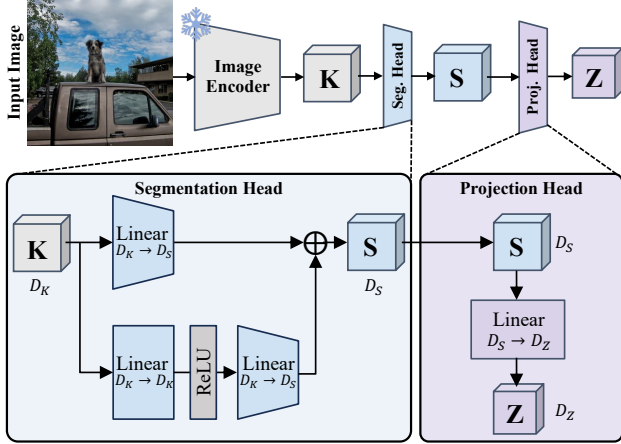 Input Image
Image
Encoder
K
Seg. Head
S
Proj. Head
Z
Segmentation Head
K
D_K
Linear
D_K → D_S
S
D_S
Linear
D_K → D_K
ReLU
Linear
D_K → D_S
Projection Head
S
D_S
Linear
D_S → D_Z
Z
D_Z